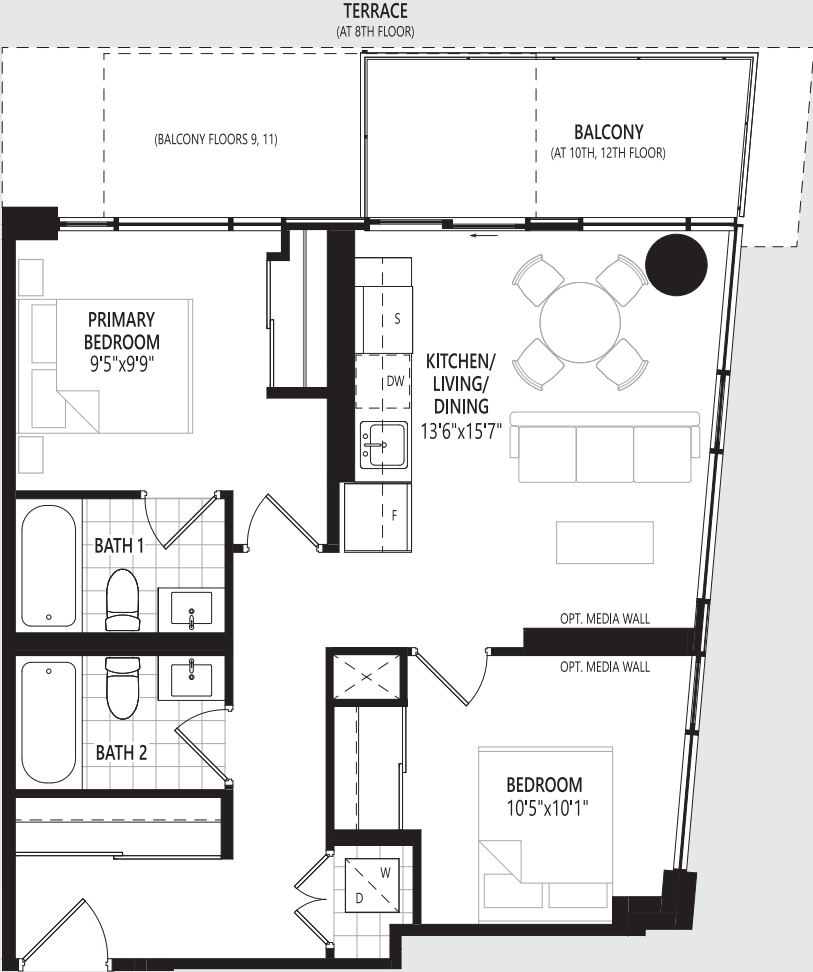 TERRACE
(AT 8TH FLOOR)
(BALCONY FLOORS 9, 11)
BALCONY
(AT 10TH, 12TH FLOOR)
PRIMARY
BEDROOM
9'5"x9'9"
S
DW
F
KITCHEN/
LIVING/
DINING
13'6"x15'7"
BATH 1
OPT. MEDIA WALL
OPT. MEDIA WALL
BATH 2
BEDROOM
10'5"x10'1"
W
D